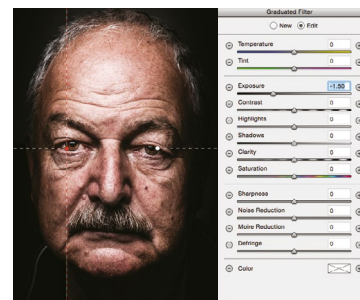 Graduated Filter
New Edit
Temperature 0
Tint 0
Exposure -1.50
Contrast 0
Highlights 0
Shadows 0
Clarity 0
Saturation 0
Sharpness 0
Noise Reduction 0
Moire Reduction 0
Defringe 0
Color